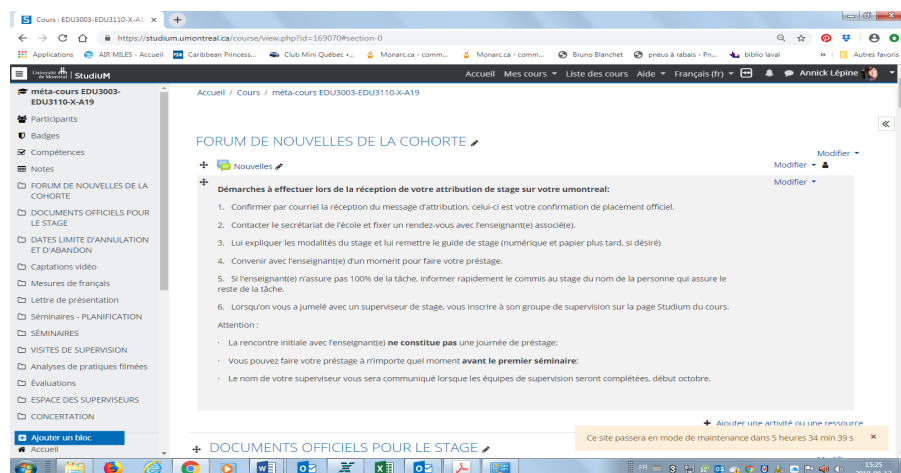 Cours : EDU3003-EDU3110-X-A1
https://studium.umontreal.ca/course/view.php?id=169070#section-0
Applications AIR MILES - Accueil Caribbean Princess... Club Mini Québec •... Monarc.ca - comm... Monarc.ca - comm... Bruno Blanchet pneus à rabais - Pn... biblio laval » Autres favoris
Université de Montréal | StudiUM Accueil Mes cours Liste des cours Aide Français (fr) Annick Lépine
méta-cours EDU3003-
EDU3110-X-A19
Participants
Badges
Compétences
Notes
FORUM DE NOUVELLES DE LA
COHORTE
DOCUMENTS OFFICIELS POUR
LE STAGE
DATES LIMITE D'ANNULATION
ET D'ABANDON
Captations vidéo
Mesures de français
Lettre de présentation
Séminaires - PLANIFICATION
SÉMINAIRES
VISITES DE SUPERVISION
Analyses de pratiques filmées
Évaluations
ESPACE DES SUPERVISEURS
CONCERTATION
Ajouter un bloc
Accueil
Accueil / Cours / méta-cours EDU3003-EDU3110-X-A19
FORUM DE NOUVELLES DE LA COHORTE
Modifier
Nouvelles
Modifier
Modifier
Démarches à effectuer lors de la réception de votre attribution de stage sur votre umontreal:
1. Confirmer par courriel la réception du message d'attribution, celui-ci est votre confirmation de placement officiel.
2. Contacter le secrétariat de l'école et fixer un rendez-vous avec l'enseignant(e) associé(e).
3. Lui expliquer les modalités du stage et lui remettre le guide de stage (numérique et papier plus tard, si désiré)
4. Convenir avec l'enseignant(e) d'un moment pour faire votre préstage.
5. Si l'enseignant(e) n'assure pas 100% de la tâche, informer rapidement le commis au stage du nom de la personne qui assure le
reste de la tâche.
6. Lorsqu'on vous a jumelé avec un superviseur de stage, vous inscrire à son groupe de supervision sur la page Studium du cours.
Attention :
· La rencontre initiale avec l'enseignant(e) ne constitue pas une journée de préstage;
· Vous pouvez faire votre préstage à n'importe quel moment avant le premier séminaire;
· Le nom de votre superviseur vous sera communiqué lorsque les équipes de supervision seront complétées, début octobre.
Ajouter une activité ou une ressource
Ce site passera en mode de maintenance dans 5 heures 34 min 39 s
DOCUMENTS OFFICIELS POUR LE STAGE
FR
15:25